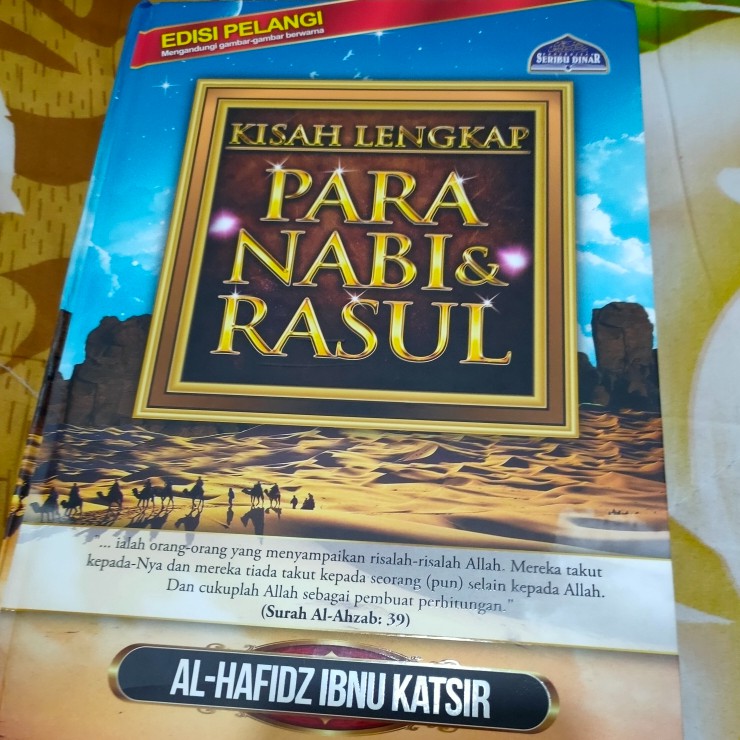 EDISI PELANGI
Mengandungi gambar-gambar berwarna
SERIBU DINAR
KISAH LENGKAP
PARA
NABI &
RASUL
"... ialah orang-orang yang menyampaikan risalah-risalah Allah. Mereka takut
kepada-Nya dan mereka tiada takut kepada seorang (pun) selain kepada Allah.
Dan cukuplah Allah sebagai pembuat perhitungan."
(Surah Al-Ahzab: 39)
AL-HAFIDZ IBNU KATSIR